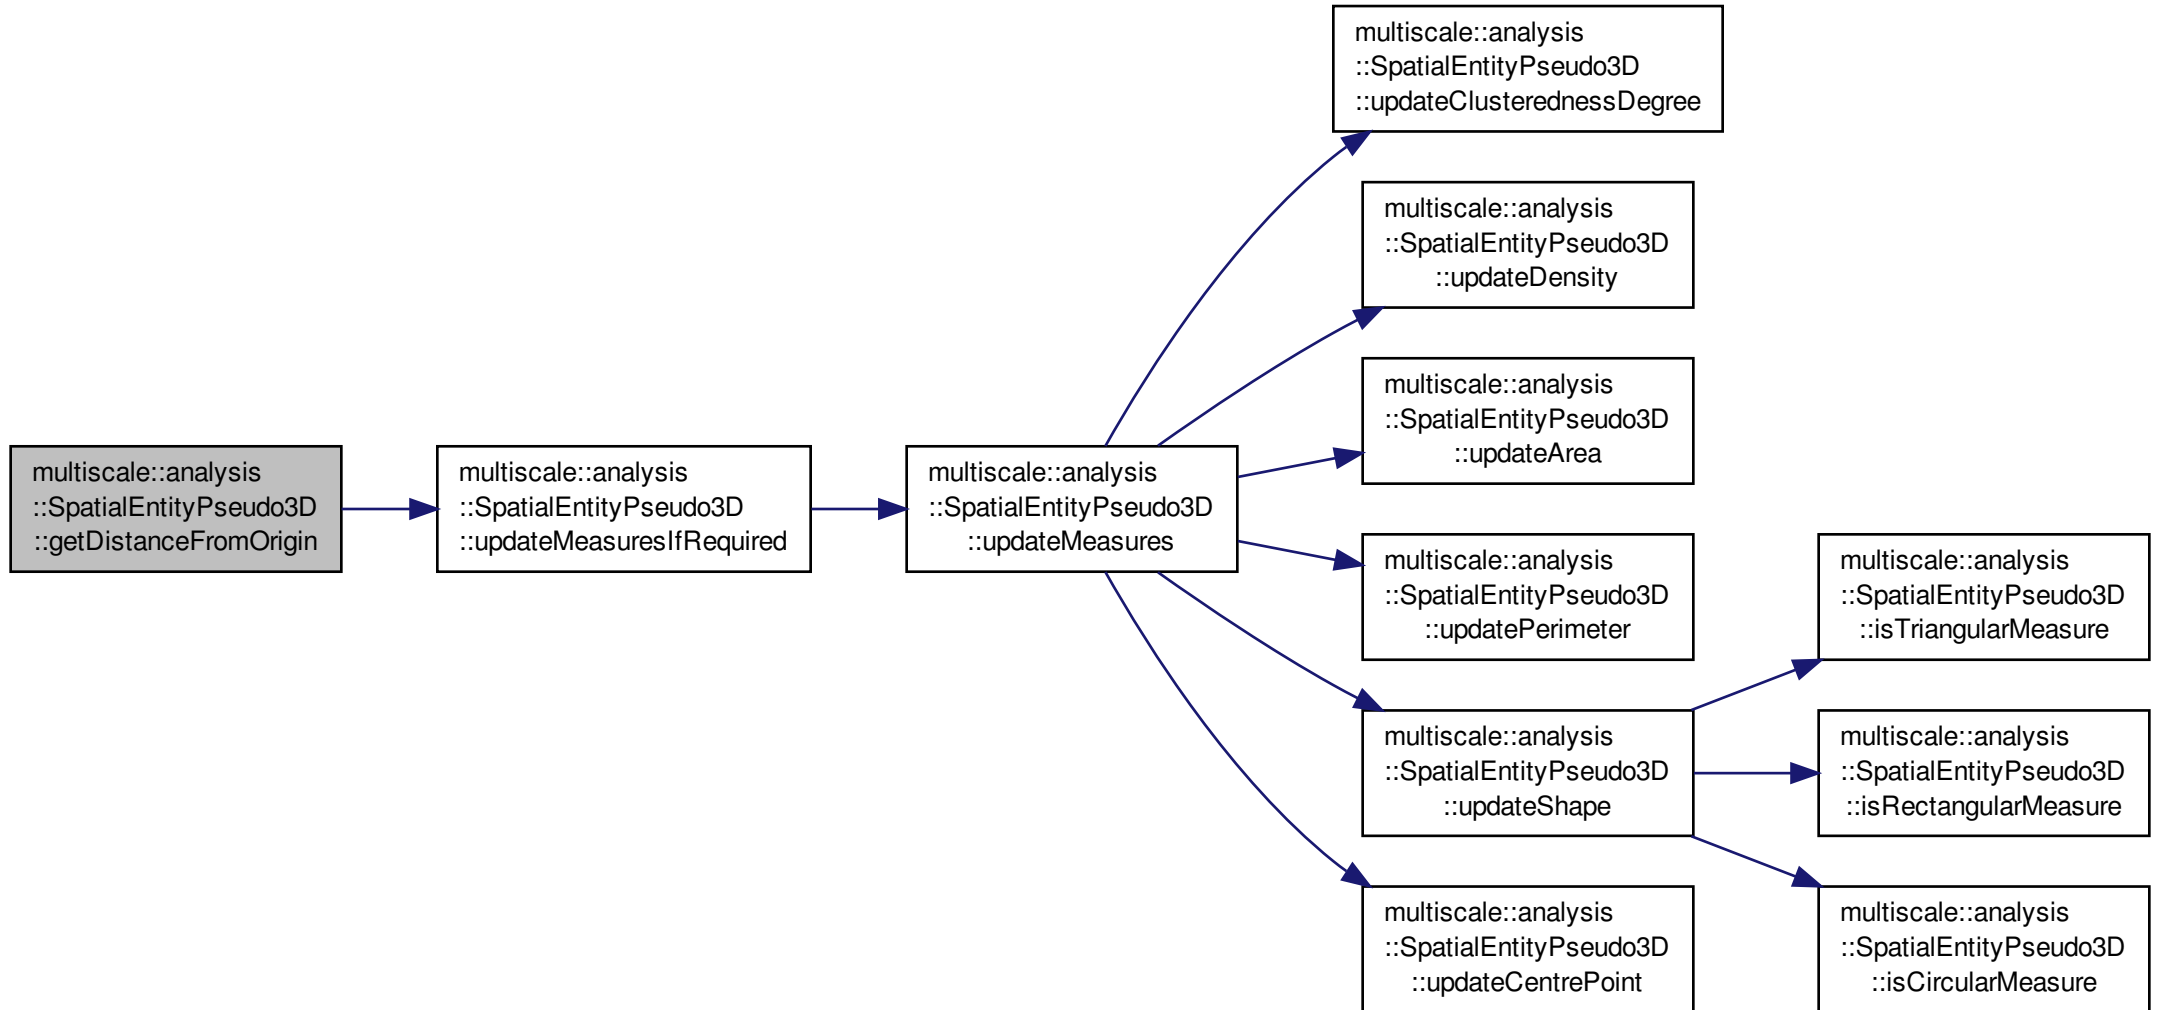 multiscale::analysis
::SpatialEntityPseudo3D
::updateClusterednessDegree
multiscale::analysis
::SpatialEntityPseudo3D
::updateDensity
multiscale::analysis
::SpatialEntityPseudo3D
::updateArea
multiscale::analysis
::SpatialEntityPseudo3D
::getDistanceFromOrigin
multiscale::analysis
::SpatialEntityPseudo3D
::updateMeasuresIfRequired
multiscale::analysis
::SpatialEntityPseudo3D
::updateMeasures
multiscale::analysis
::SpatialEntityPseudo3D
::updatePerimeter
multiscale::analysis
::SpatialEntityPseudo3D
::isTriangularMeasure
multiscale::analysis
::SpatialEntityPseudo3D
::updateShape
multiscale::analysis
::SpatialEntityPseudo3D
::isRectangularMeasure
multiscale::analysis
::SpatialEntityPseudo3D
::updateCentrePoint
multiscale::analysis
::SpatialEntityPseudo3D
::isCircularMeasure